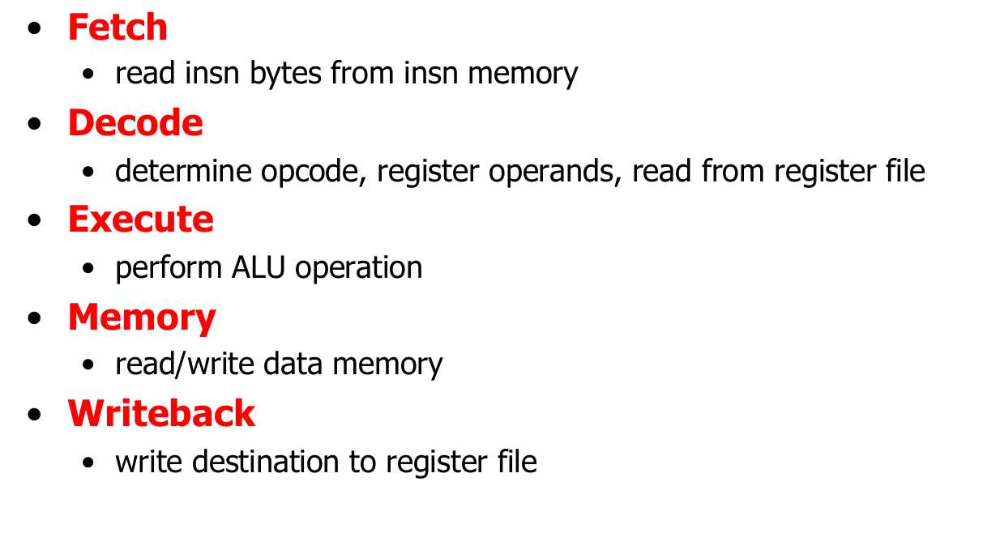 • Fetch
• read insn bytes from insn memory
• Decode
• determine opcode, register operands, read from register file
• Execute
• perform ALU operation
• Memory
• read/write data memory
• Writeback
• write destination to register file